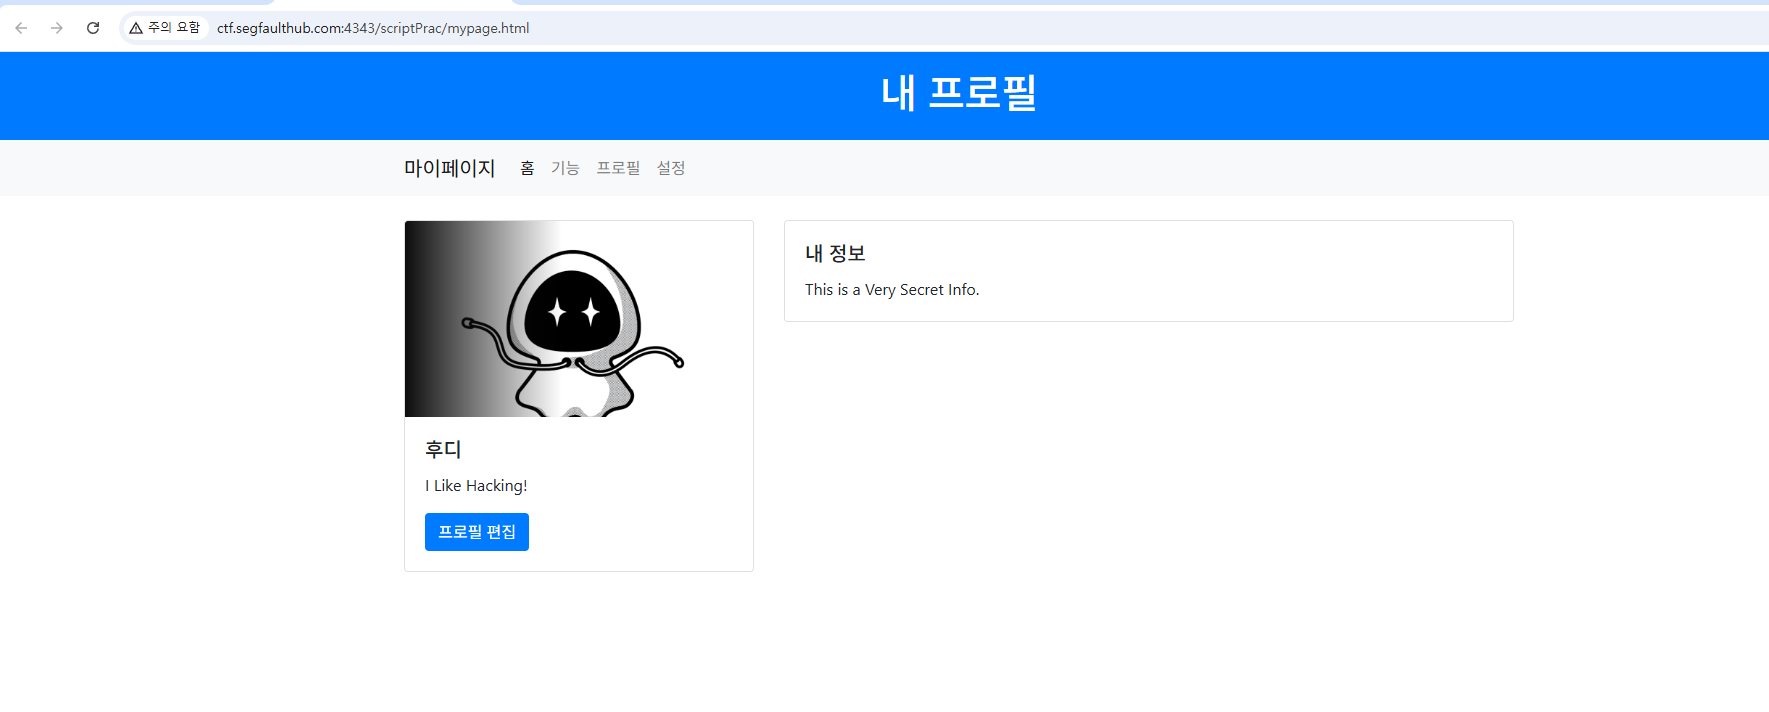 주의 요함 ctf.segfaulthub.com:4343/scriptPrac/mypage.html
내 프로필
마이페이지 홈 기능 프로필 설정
내 정보
This is a Very Secret Info.
후디
I Like Hacking!
프로필 편집